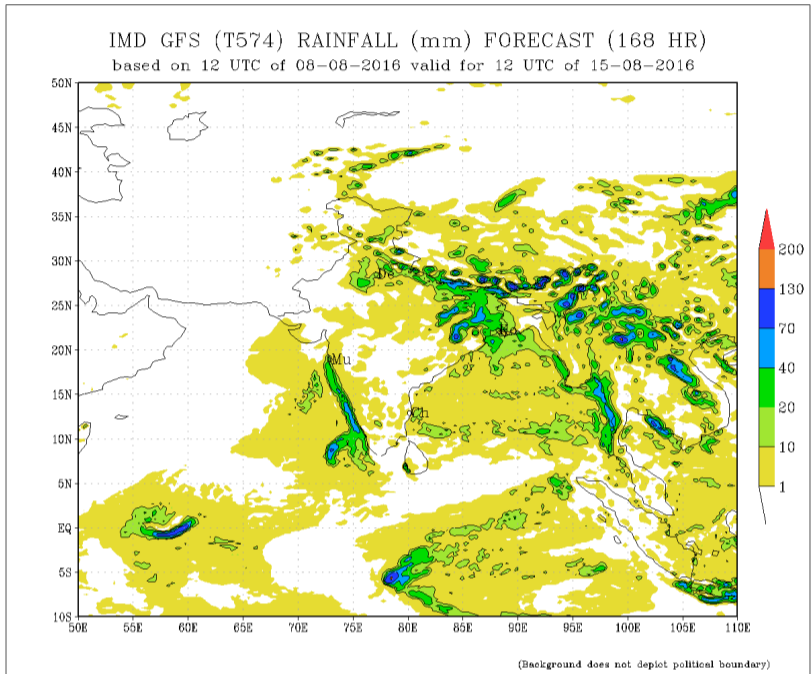 IMD GFS (T574) RAINFALL (mm) FORECAST (168 HR)
based on 12 UTC of 08-08-2016 valid for 12 UTC of 15-08-2016
50N
45N
40N
35N
30N
25N
20N
15N
10N
5N
EQ
5S
10S
De
Ko
Mu
Ch
200
130
70
40
20
10
1
50E 55E 60E 65E 70E 75E 80E 85E 90E 95E 100E 105E 110E
(Background does not depict political boundary)